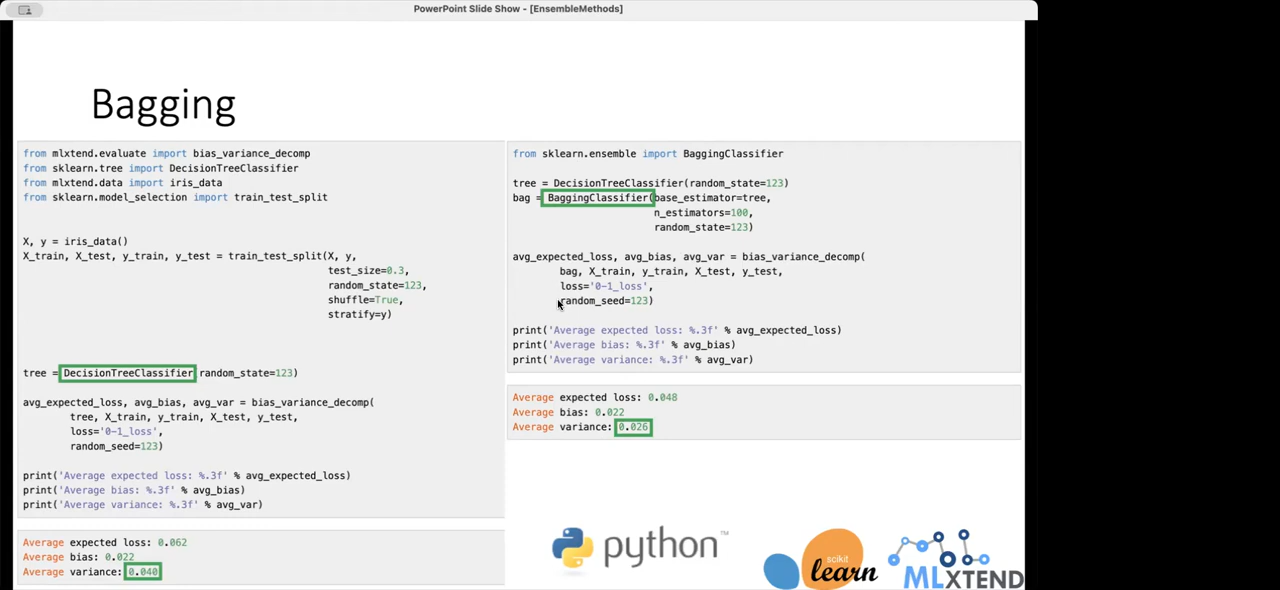 PowerPoint Slide Show - [EnsembleMethods]
Bagging
from mlxtend.evaluate import bias_variance_decomp
from sklearn.tree import DecisionTreeClassifier
from mlxtend.data import iris_data
from sklearn.model_selection import train_test_split
X, y = iris_data()
X_train, X_test, y_train, y_test = train_test_split(X, y,
test_size=0.3,
random_state=123,
shuffle=True,
stratify=y)
tree = DecisionTreeClassifier random_state=123)
avg_expected_loss, avg_bias, avg_var = bias_variance_decomp(
tree, X_train, y_train, X_test, y_test,
loss='0-1_loss',
random_seed=123)
print('Average expected loss: %.3f' % avg_expected_loss)
print('Average bias: %.3f' % avg_bias)
print('Average variance: %.3f' % avg_var)
Average expected loss: 0.062
Average bias: 0.022
Average variance: 0.040
from sklearn.ensemble import BaggingClassifier
tree = DecisionTreeClassifier(random_state=123)
bag = BaggingClassifier(base_estimator=tree,
n_estimators=100,
random_state=123)
avg_expected_loss, avg_bias, avg_var = bias_variance_decomp(
bag, X_train, y_train, X_test, y_test,
loss='0-1_loss',
random_seed=123)
print('Average expected loss: %.3f' % avg_expected_loss)
print('Average bias: %.3f' % avg_bias)
print('Average variance: %.3f' % avg_var)
Average expected loss: 0.048
Average bias: 0.022
Average variance: 0.026
python™
scikit
learn
MLXTEND